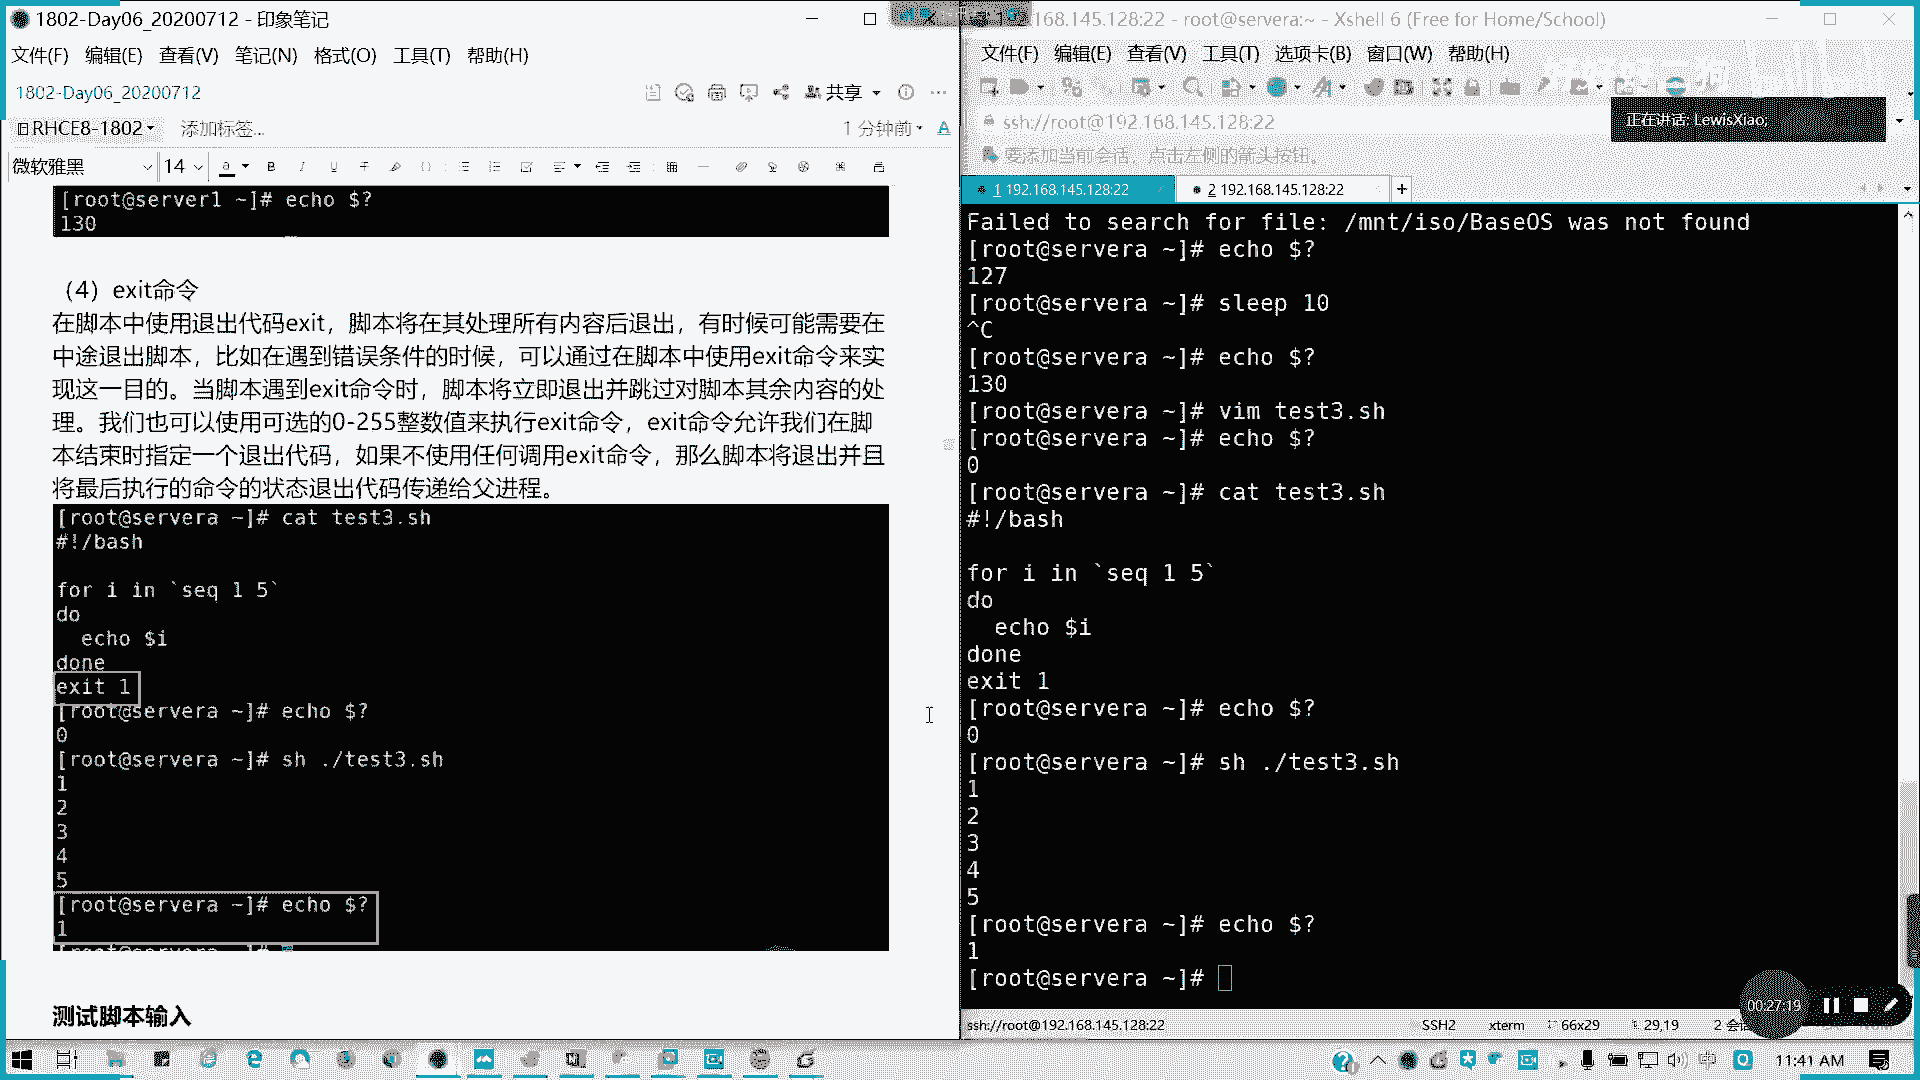 1802-Day06_20200712 - 印象笔记
文件(F) 编辑(E) 查看(V) 笔记(N) 格式(O) 工具(T) 帮助(H)
1802-Day06_20200712
共享
RHCE8-1802
添加标签...
1 分钟前
微软雅黑
14
[root@server1 ~]# echo $?
130
（4）exit命令
在脚本中使用退出代码exit，脚本将在其处理所有内容后退出，有时候可能需要在
中途退出脚本，比如在遇到错误条件的时候，可以通过在脚本中使用exit命令来实
现这一目的。当脚本遇到exit命令时，脚本将立即退出并跳过对脚本其余内容的处
理。我们也可以使用可选的0-255整数值来执行exit命令，exit命令允许我们在脚
本结束时指定一个退出代码，如果不使用任何调用exit命令，那么脚本将退出并且
将最后执行的命令的状态退出代码传递给父进程。
[root@servera ~]# cat test3.sh
#!/bash
for i in `seq 1 5`
do
  echo $i
done
exit 1
[root@servera ~]# echo $?
0
[root@servera ~]# sh ./test3.sh
1
2
3
4
5
[root@servera ~]# echo $?
1
[root@servera ~]#
测试脚本输入
168.145.128:22 - root@servera:~ - Xshell 6 (Free for Home/School)
文件(F) 编辑(E) 查看(V) 工具(T) 选项卡(B) 窗口(W) 帮助(H)
ssh://root@192.168.145.128:22
正在讲话: LewisXiao;
要添加当前会话，点击左侧的箭头按钮。
1 192.168.145.128:22
2 192.168.145.128:22
+
Failed to search for file: /mnt/iso/BaseOS was not found
[root@servera ~]# echo $?
127
[root@servera ~]# sleep 10
^C
[root@servera ~]# echo $?
130
[root@servera ~]# vim test3.sh
[root@servera ~]# echo $?
0
[root@servera ~]# cat test3.sh
#!/bash
for i in `seq 1 5`
do
  echo $i
done
exit 1
[root@servera ~]# echo $?
0
[root@servera ~]# sh ./test3.sh
1
2
3
4
5
[root@servera ~]# echo $?
1
[root@servera ~]#
00:27:19
ssh://root@192.168.145.128:22
SSH2
xterm
66x29
29,19
11:41 AM